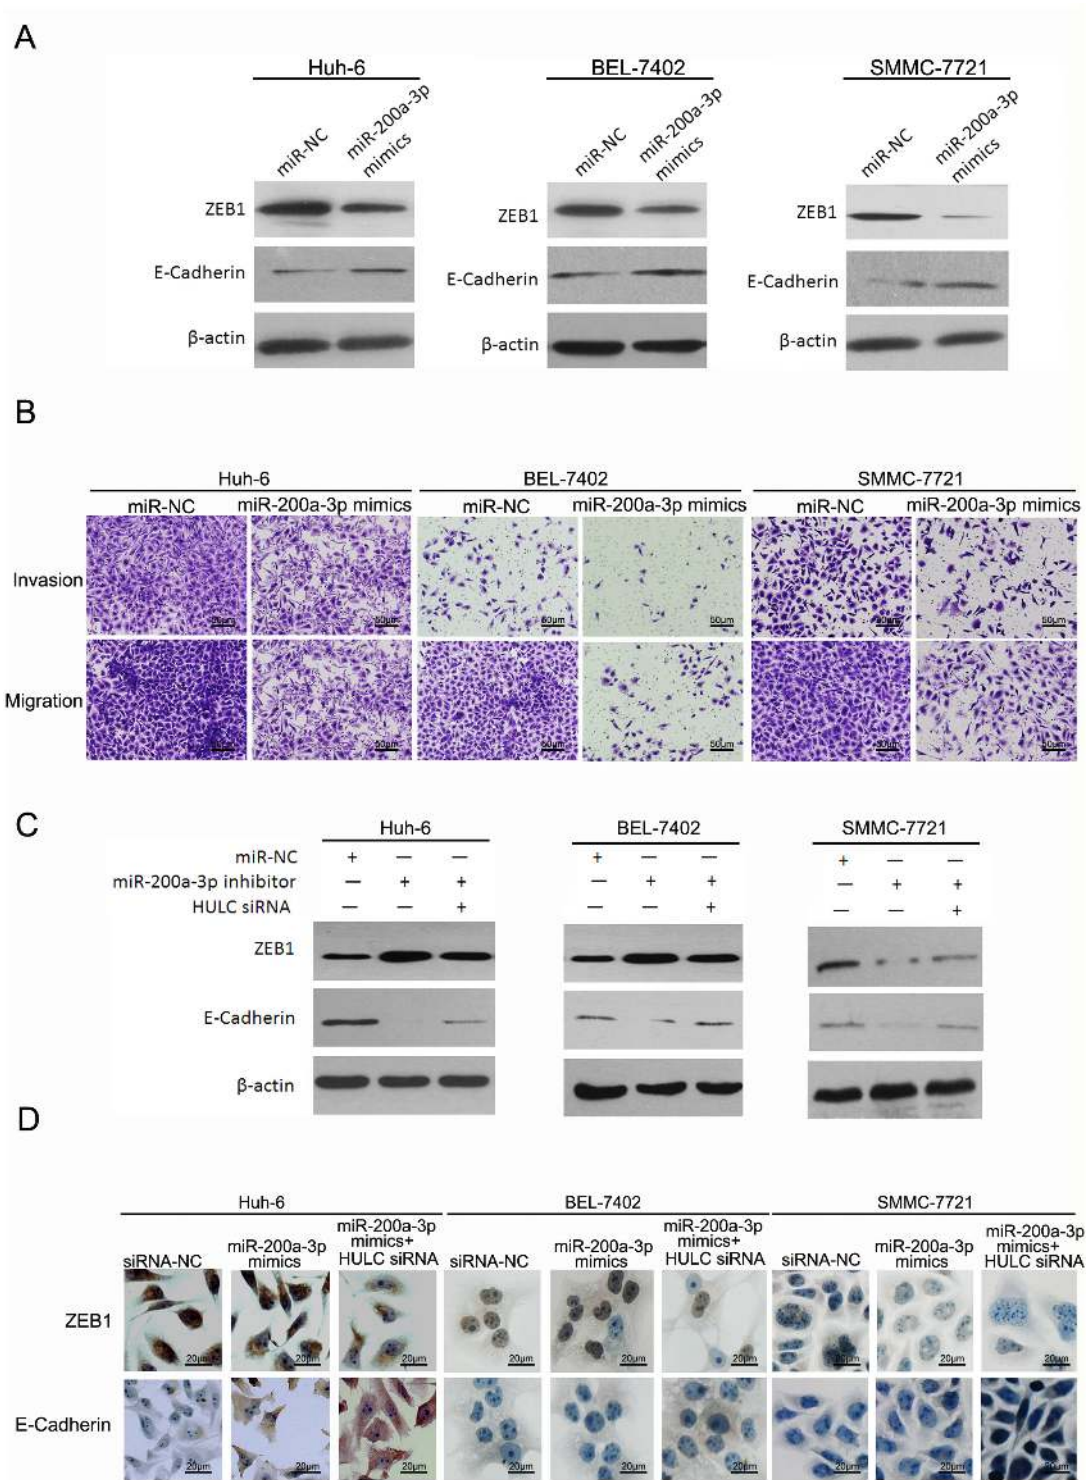 A
Huh-6 BEL-7402 SMMC-7721
miR-NC miR-200a-3p mimics miR-NC miR-200a-3p mimics miR-NC miR-200a-3p mimics
ZEB1 ZEB1 ZEB1
E-Cadherin E-Cadherin E-Cadherin
β-actin β-actin β-actin
B
Huh-6 BEL-7402 SMMC-7721
miR-NC miR-200a-3p mimics miR-NC miR-200a-3p mimics miR-NC miR-200a-3p mimics
Invasion
50μm 50μm 50μm 50μm 50μm 50μm
Migration
50μm 50μm 50μm 50μm 50μm 50μm
C
Huh-6 BEL-7402 SMMC-7721
miR-NC + — — + — — + — —
miR-200a-3p inhibitor — + + — + + — + +
HULC siRNA — — + — — + — — +
ZEB1
E-Cadherin
β-actin
D
Huh-6 BEL-7402 SMMC-7721
siRNA-NC miR-200a-3p mimics miR-200a-3p mimics+ HULC siRNA siRNA-NC miR-200a-3p mimics miR-200a-3p mimics+ HULC siRNA siRNA-NC miR-200a-3p mimics miR-200a-3p mimics+ HULC siRNA
ZEB1
20μm 20μm 20μm 20μm 20μm 20μm 20μm 20μm 20μm
E-Cadherin
20μm 20μm 20μm 20μm 20μm 20μm 20μm 20μm 20μm